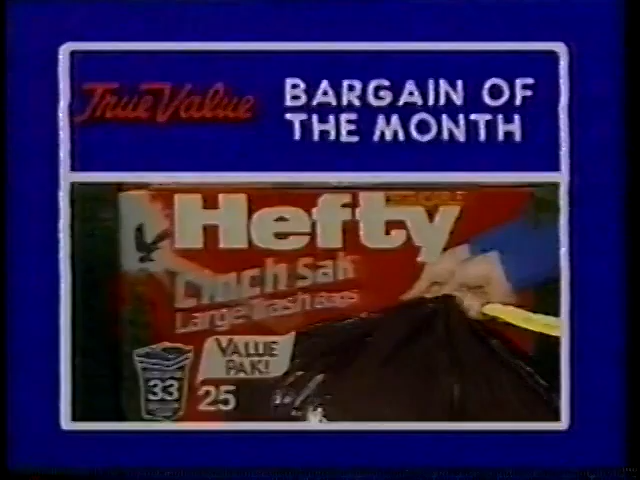 True Value
BARGAIN OF
THE MONTH
Hefty
Cinch Sak
Large Trash Bags
VALUE
PAK!
33
25